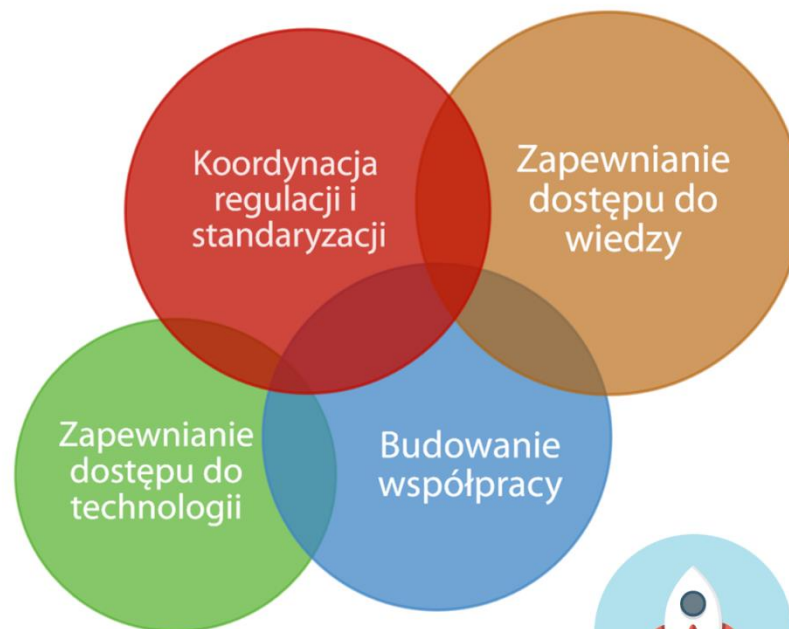 Koordynacja
regulacji i
standaryzacji
Zapewnianie
dostępu do
wiedzy
Zapewnianie
dostępu do
technologii
Budowanie
współpracy